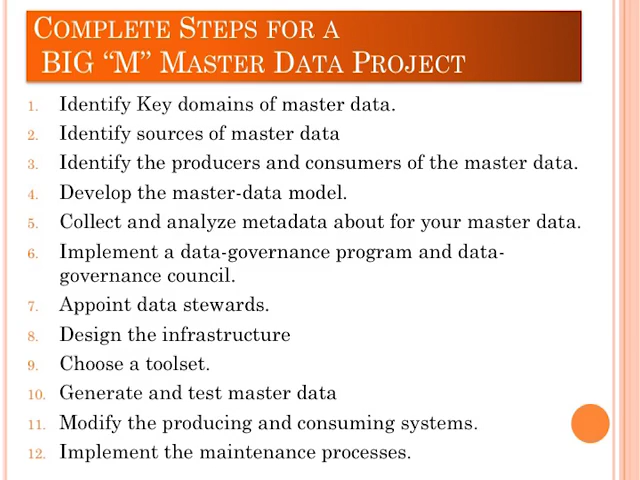 COMPLETE STEPS FOR A
BIG “M” MASTER DATA PROJECT
1. Identify Key domains of master data.
2. Identify sources of master data
3. Identify the producers and consumers of the master data.
4. Develop the master-data model.
5. Collect and analyze metadata about for your master data.
6. Implement a data-governance program and data-
governance council.
7. Appoint data stewards.
8. Design the infrastructure
9. Choose a toolset.
10. Generate and test master data
11. Modify the producing and consuming systems.
12. Implement the maintenance processes.